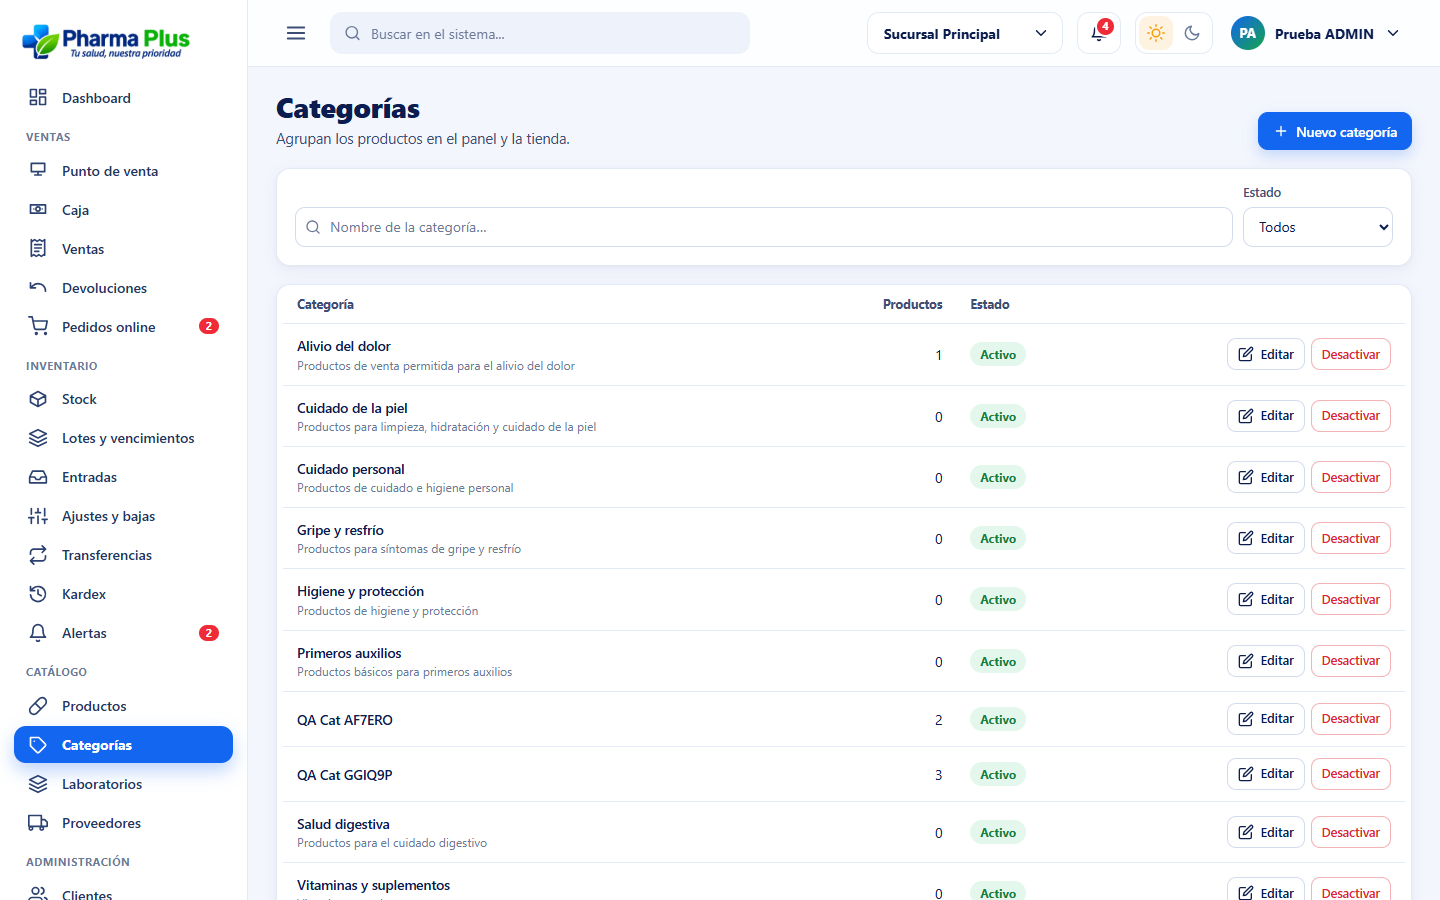 Pharma Plus
Tu salud, nuestra prioridad
Buscar en el sistema...
Sucursal Principal
4
PA
Prueba ADMIN
Dashboard
VENTAS
Punto de venta
Caja
Ventas
Devoluciones
Pedidos online
2
INVENTARIO
Stock
Lotes y vencimientos
Entradas
Ajustes y bajas
Transferencias
Kardex
Alertas
2
CATÁLOGO
Productos
Categorías
Laboratorios
Proveedores
ADMINISTRACIÓN
Clientes
Categorías
Agrupan los productos en el panel y la tienda.
+ Nuevo categoría
Estado
Nombre de la categoría...
Todos
Categoría Productos Estado
Alivio del dolor
Productos de venta permitida para el alivio del dolor
1 Activo Editar Desactivar
Cuidado de la piel
Productos para limpieza, hidratación y cuidado de la piel
0 Activo Editar Desactivar
Cuidado personal
Productos de cuidado e higiene personal
0 Activo Editar Desactivar
Gripe y resfrío
Productos para síntomas de gripe y resfrío
0 Activo Editar Desactivar
Higiene y protección
Productos de higiene y protección
0 Activo Editar Desactivar
Primeros auxilios
Productos básicos para primeros auxilios
0 Activo Editar Desactivar
QA Cat AF7ERO 2 Activo Editar Desactivar
QA Cat GGIQ9P 3 Activo Editar Desactivar
Salud digestiva
Productos para el cuidado digestivo
0 Activo Editar Desactivar
Vitaminas y suplementos
0 Activo Editar Desactivar